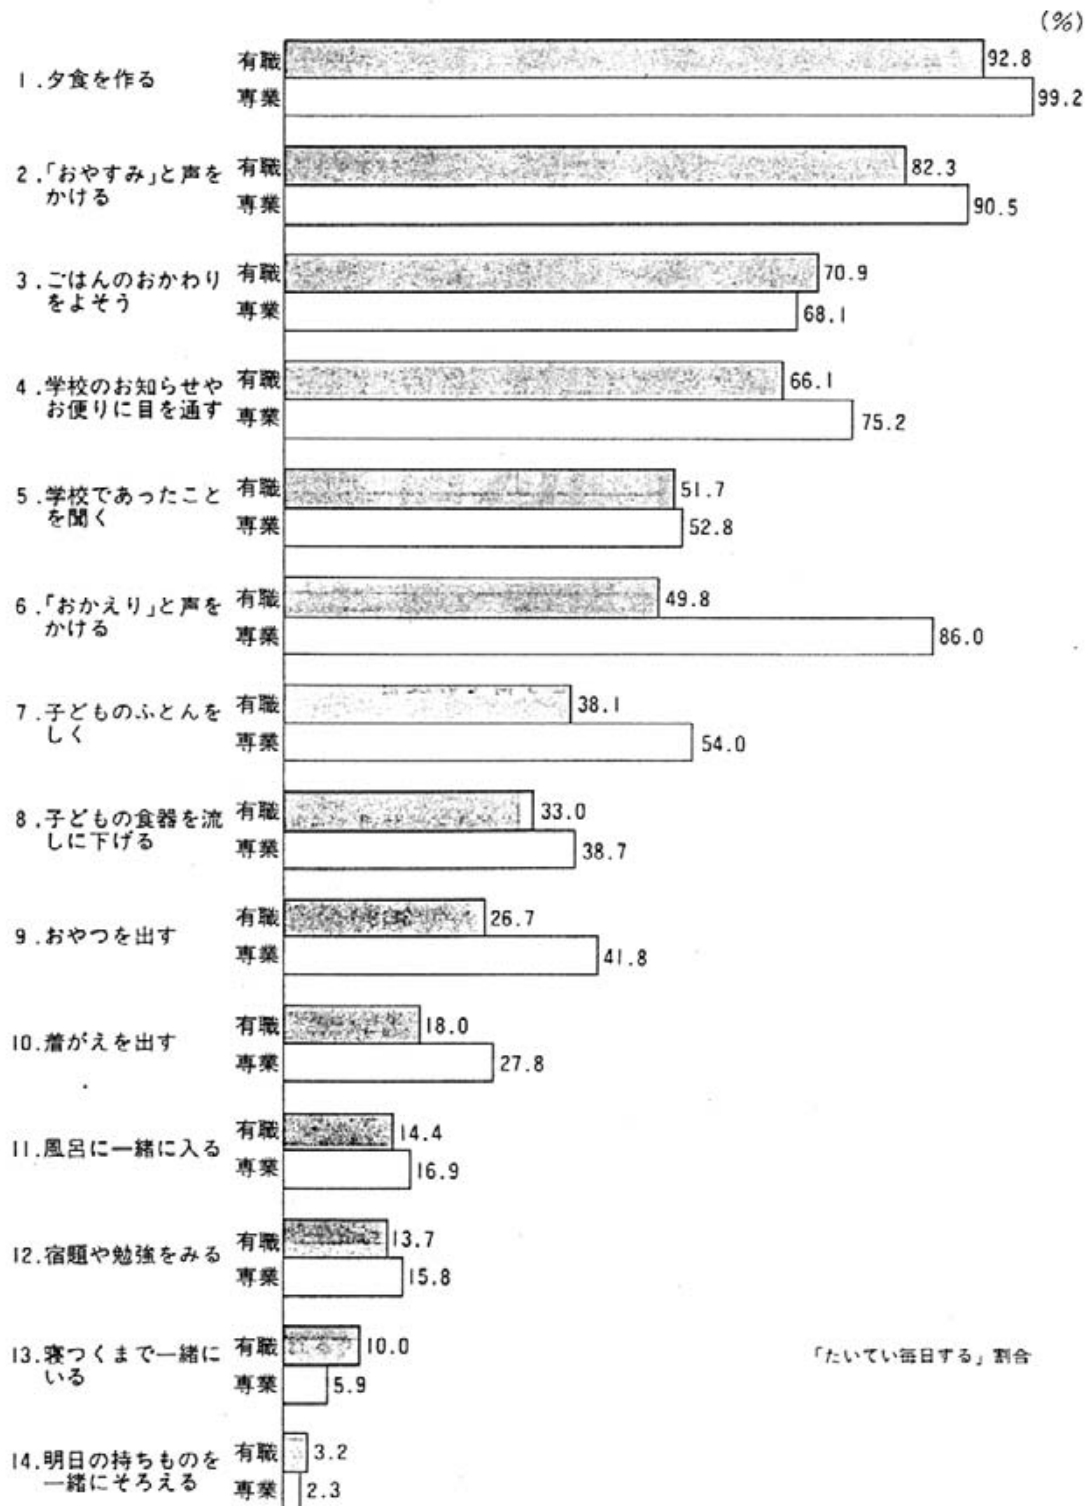 (%)
1.夕食を作る
有職 92.8
専業 99.2
2.「おやすみ」と声を
かける
有職 82.3
専業 90.5
3.ごはんのおかわり
をよそう
有職 70.9
専業 68.1
4.学校のお知らせや
お便りに目を通す
有職 66.1
専業 75.2
5.学校であったこと
を聞く
有職 51.7
専業 52.8
6.「おかえり」と声を
かける
有職 49.8
専業 86.0
7.子どものふとんを
しく
有職 38.1
専業 54.0
8.子どもの食器を流
しに下げる
有職 33.0
専業 38.7
9.おやつを出す
有職 26.7
専業 41.8
10.着がえを出す
有職 18.0
専業 27.8
11.風呂に一緒に入る
有職 14.4
専業 16.9
12.宿題や勉強をみる
有職 13.7
専業 15.8
13.寝つくまで一緒に
いる
有職 10.0
専業 5.9
「たいてい毎日する」割合
14.明日の持ちものを
一緒にそろえる
有職 3.2
専業 2.3